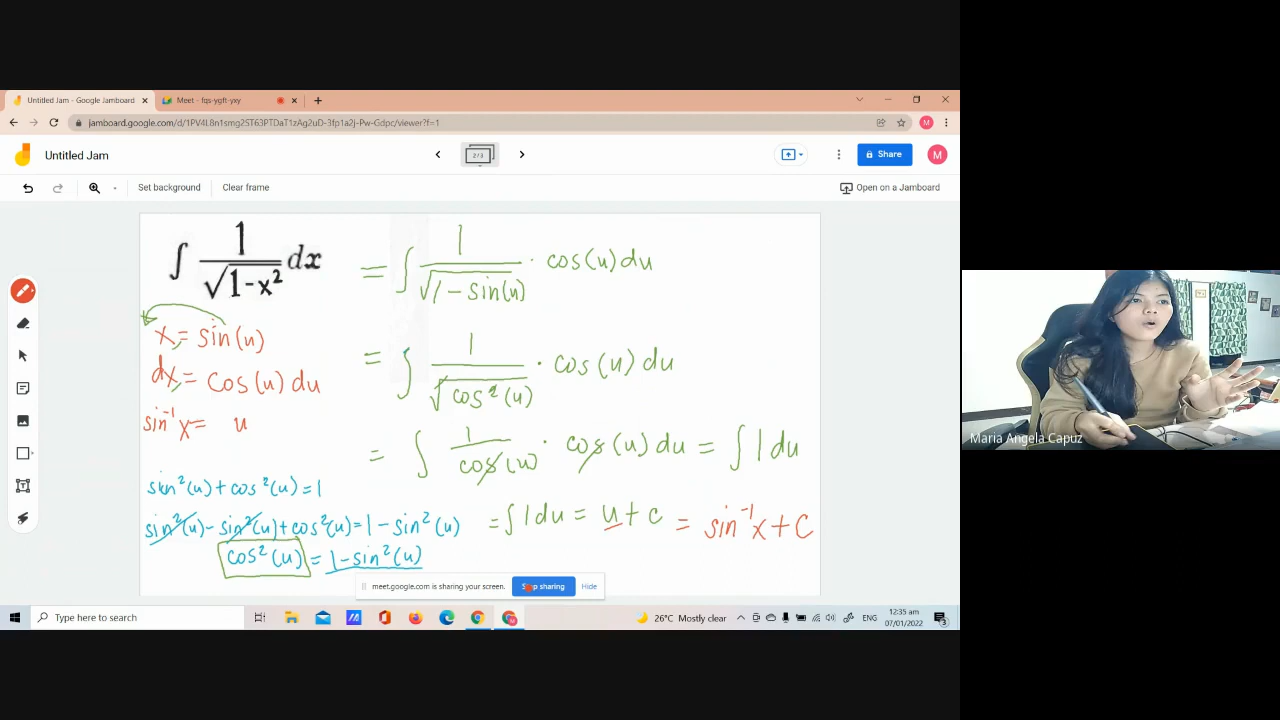 Untitled Jam - Google Jamboard
Meet - fqs-ygft-yxy
jamboard.google.com/d/1PV4L8n1smg2ST63PTDaT1zAg2uD-3fp1a2j-Pw-Gdpc/viewer?f=1
M
Untitled Jam
2/3
Share
M
Set background
Clear frame
Open on a Jamboard
∫ 1/√(1-x²) dx
= ∫ 1/√(1-sin(u)) · cos(u)du
x = sin(u)
dx = cos(u) du
sin⁻¹x = u
= ∫ 1/√(cos²(u)) · cos(u) du
= ∫ 1/cos(u) · cos(u) du = ∫ 1 du
sin²(u) + cos²(u) = 1
sin²(u) - sin²(u) + cos²(u) = 1 - sin²(u)
cos²(u) = 1-sin²(u)
= ∫ 1 du = u + c = sin⁻¹x + C
meet.google.com is sharing your screen.
Stop sharing
Hide
Maria Angela Capuz
Type here to search
26°C Mostly clear
ENG
12:35 am
07/01/2022
3